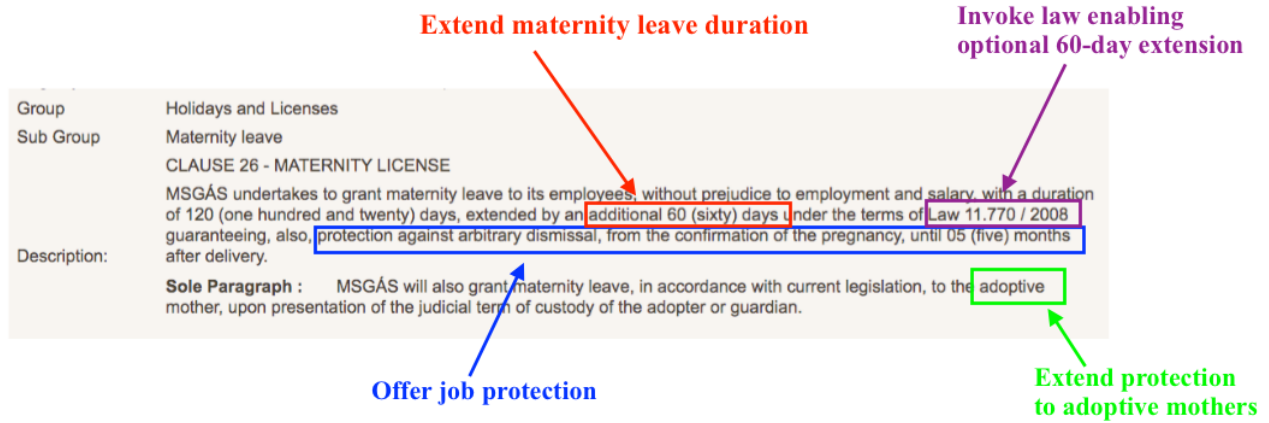 Extend maternity leave duration
Invoke law enabling
optional 60-day extension
Group Holidays and Licenses
Sub Group Maternity leave
CLAUSE 26 - MATERNITY LICENSE
MSGÁS undertakes to grant maternity leave to its employees, without prejudice to employment and salary, with a duration
of 120 (one hundred and twenty) days, extended by an additional 60 (sixty) days under the terms of Law 11.770 / 2008
guaranteeing, also, protection against arbitrary dismissal, from the confirmation of the pregnancy, until 05 (five) months
Description: after delivery.
Sole Paragraph : MSGÁS will also grant maternity leave, in accordance with current legislation, to the adoptive
mother, upon presentation of the judicial term of custody of the adopter or guardian.
Offer job protection
Extend protection
to adoptive mothers